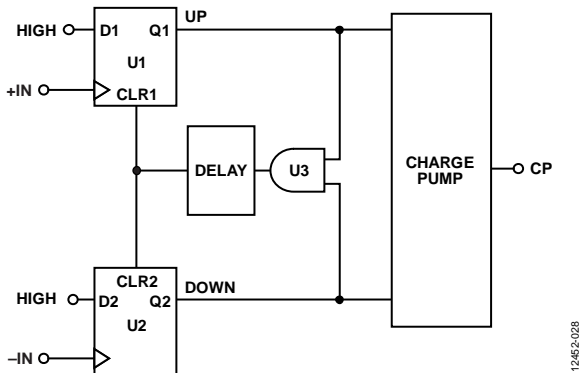 UP
HIGH
D1 Q1
U1
+IN
CLR1
DELAY
U3
CHARGE
PUMP
CP
CLR2
DOWN
HIGH
D2 Q2
U2
–IN
12452-028